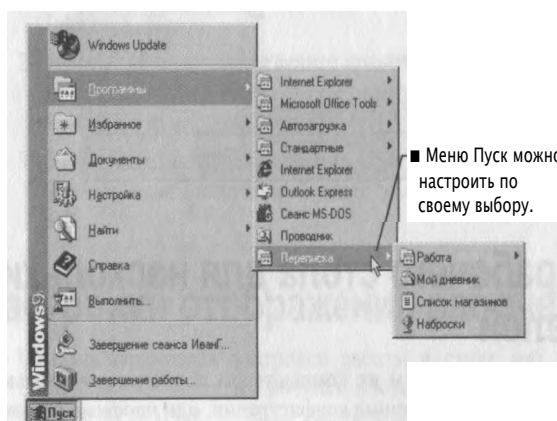 Windows Update
Программы
Избранное
Документы
Настройка
Найти
Справка
Выполнить...
Завершение сеанса ИванГ...
Завершение работы...
Windows98
Пуск
Internet Explorer
Microsoft Office Tools
Автозагрузка
Стандартные
Internet Explorer
Outlook Express
Сеанс MS-DOS
Проводник
Переписка
■ Меню Пуск можно
настроить по
своему выбору.
Работа
Мой дневник
Список магазинов
Наброски